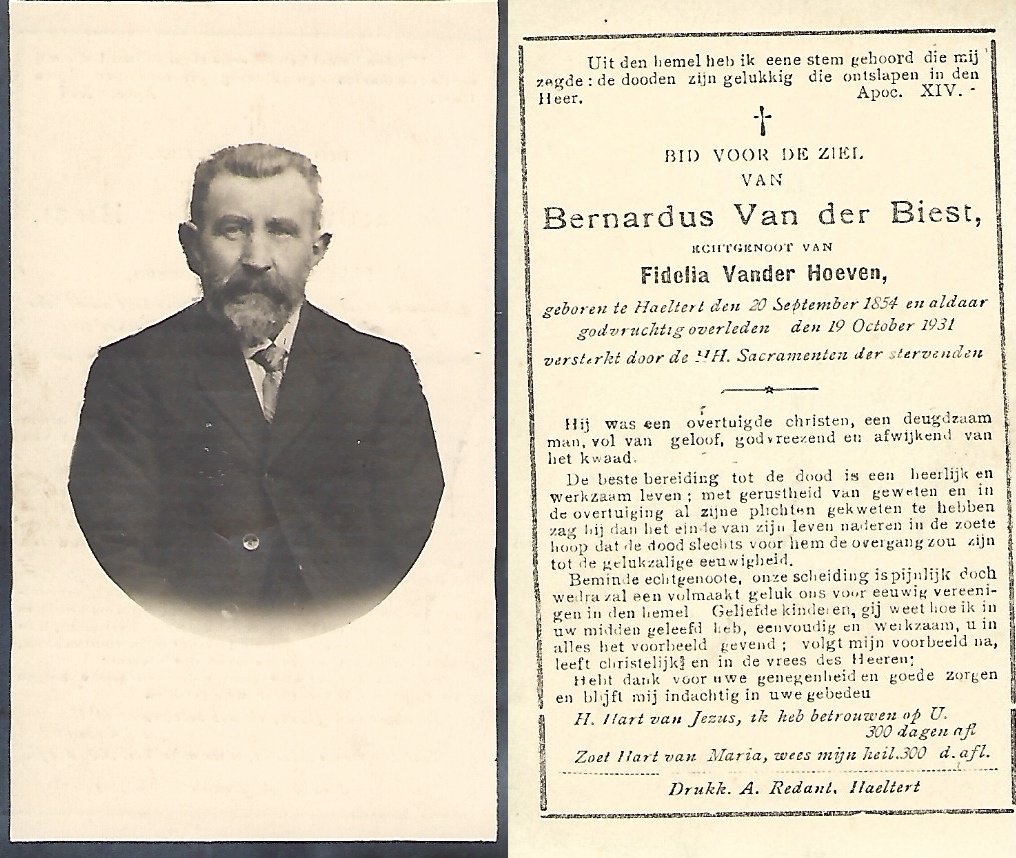 Uit den hemel heb ik eene stem gehoord die mij
zegde : de dooden zijn gelukkig die ontslapen in den
Heer. Apoc. XIV. -
BID VOOR DE ZIEL
VAN
Bernardus Van der Biest,
ECHTGENOOT VAN
Fidelia Vander Hoeven,
geboren te Haeltert den 20 September 1854 en aldaar
godvruchtig overleden den 19 October 1931
versterkt door de HH. Sacramenten der stervenden
Hij was een overtuigde christen, een deugdzaam
man, vol van geloof, godvreezend en afwijkend van
het kwaad.
De beste bereiding tot de dood is een heerlijk en
werkzaam leven ; met gerustheid van geweten en in
de overtuiging al zijne plichten gekweten te hebben
zag hij dan het einde van zijn leven naderen in de zoete
hoop dat de dood slechts voor hem de overgang zou zijn
tot de gelukzalige eeuwigheid.
Beminde echtgenoote, onze scheiding is pijnlijk doch
wedra zal een volmaakt geluk ons voor eeuwig vereeni-
gen in den hemel Geliefde kinderen, gij weet hoe ik in
uw midden geleefd heb, eenvoudig en werkzaam, u in
alles het voorbeeld gevend ; volgt mijn voorbeeld na,
leeft christelijk en in de vrees des Heeren;
Hebt dank voor uwe genegenheid en goede zorgen
en blijft mij indachtig in uwe gebedeu
H. Hart van Jezus, ik heb betrouwen op U.
300 dagen afl
Zoet Hart van Maria, wees mijn heil. 300 d. afl.
Drukk. A. Redant, Haeltert